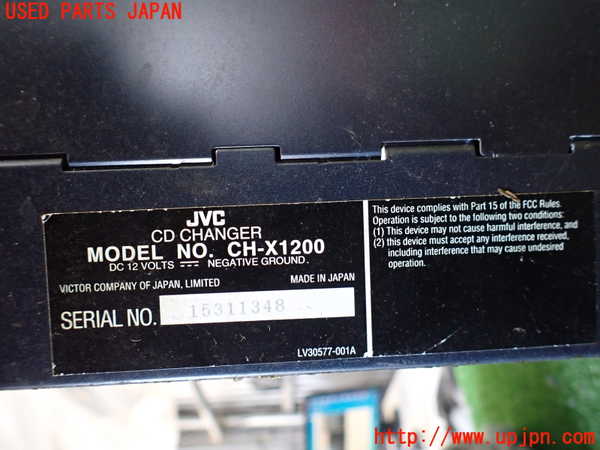 USED PARTS JAPAN
JVC
CD CHANGER
MODEL NO. CH-X1200
DC 12 VOLTS NEGATIVE GROUND.
VICTOR COMPANY OF JAPAN, LIMITED MADE IN JAPAN
SERIAL NO. 15311348
LV30577-001A
This device complies with Part 15 of the FCC Rules.
Operation is subject to the following two conditions:
(1) This device may not cause harmful interference, and
(2) this device must accept any interference received,
including interference that may cause undesired
operation.
http://www.upjpn.com/